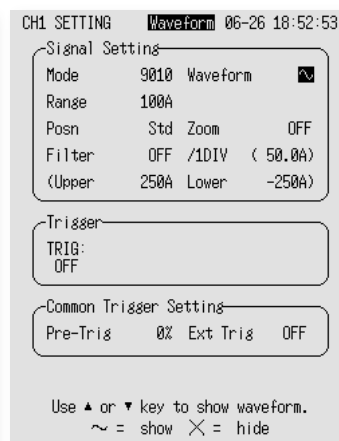 CH1 SETTING Waveform 06-26 18:52:53
Signal Setting
Mode 9010 Waveform ~
Range 100A
Posn Std Zoom OFF
Filter OFF /1DIV ( 50.0A)
(Upper 250A Lower -250A)
Trigger
TRIG:
OFF
Common Trigger Setting
Pre-Trig 0% Ext Trig OFF
Use ▲ or ▼ key to show waveform.
~ = show ╳ = hide